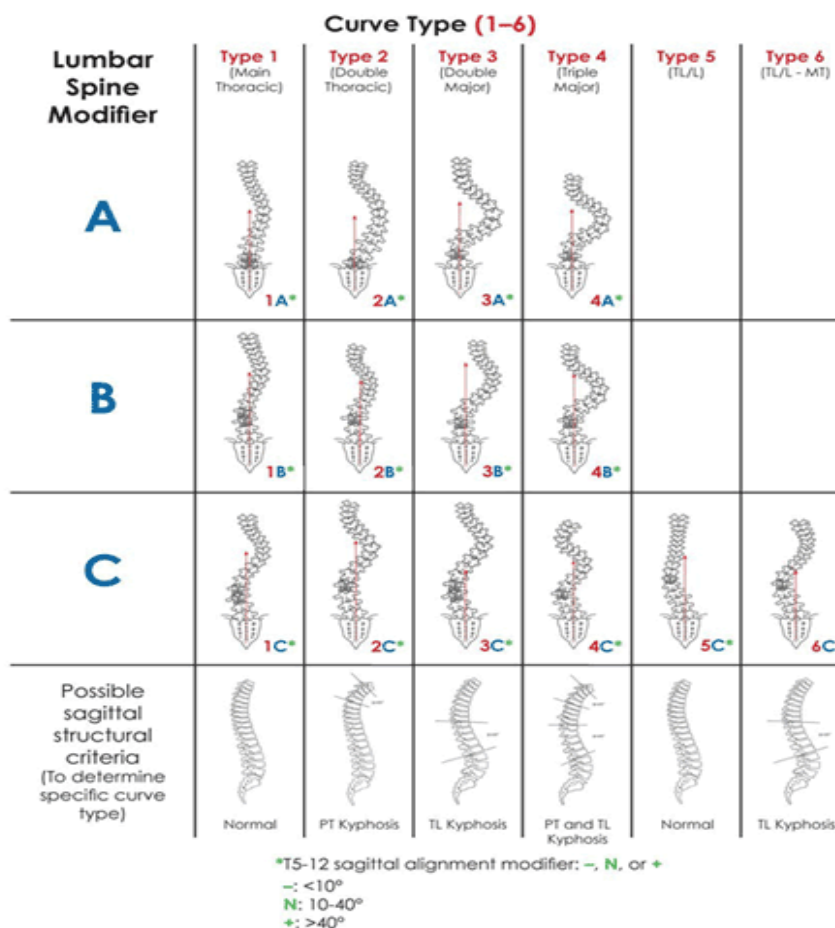 Curve Type (1–6)
Lumbar
Spine
Modifier
Type 1
(Main
Thoracic)
Type 2
(Double
Thoracic)
Type 3
(Double
Major)
Type 4
(Triple
Major)
Type 5
(TL/L)
Type 6
(TL/L - MT)
A
1A*
2A*
3A*
4A*
B
1B*
2B*
3B*
4B*
C
1C*
2C*
3C*
4C*
5C*
6C
Possible
sagittal
structural
criteria
(To determine
specific curve
type)
Normal
PT Kyphosis
TL Kyphosis
PT and TL
Kyphosis
Normal
TL Kyphosis
*T5-12 sagittal alignment modifier: –, N, or +
–: <10°
N: 10-40°
+: >40°